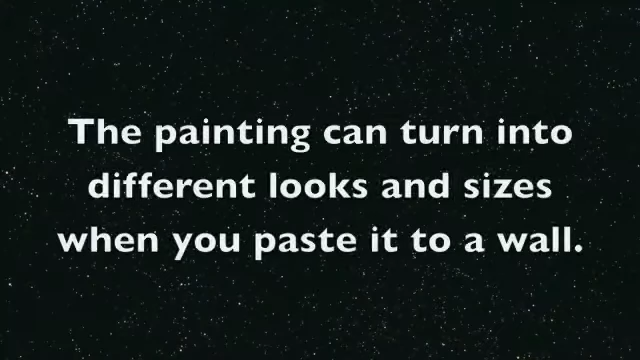 The painting can turn into
different looks and sizes
when you paste it to a wall.